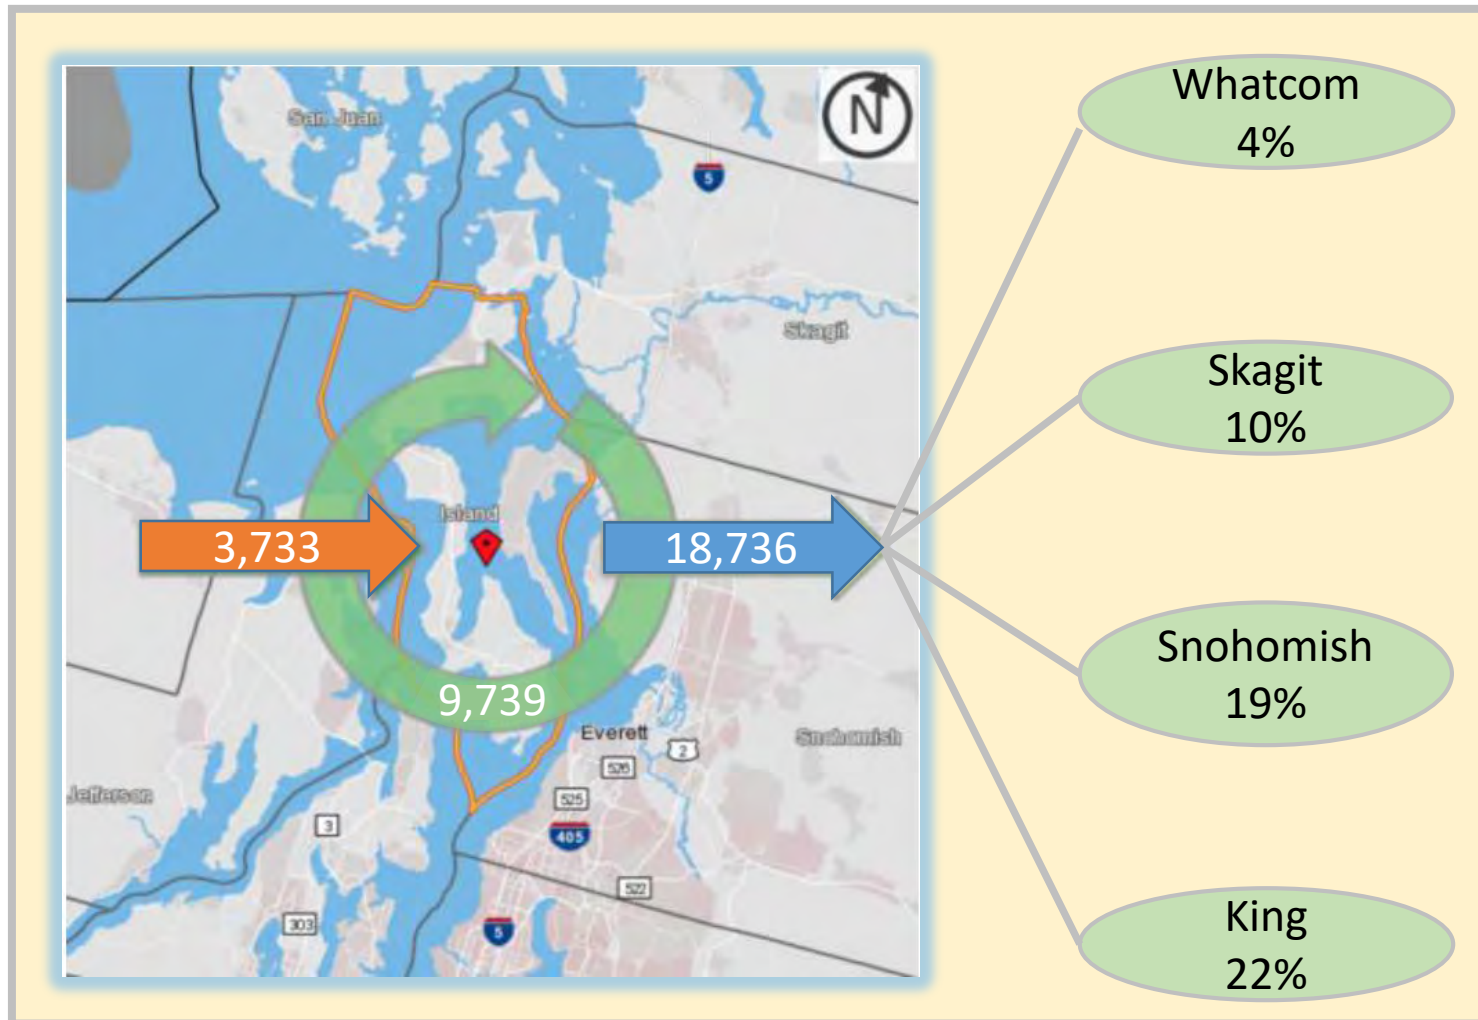 San Juan
N
5
Skagit
Island
3,733
18,736
9,739
Everett
2
526
Snohomish
Jefferson
525
3
405
522
303
5
Whatcom
4%
Skagit
10%
Snohomish
19%
King
22%